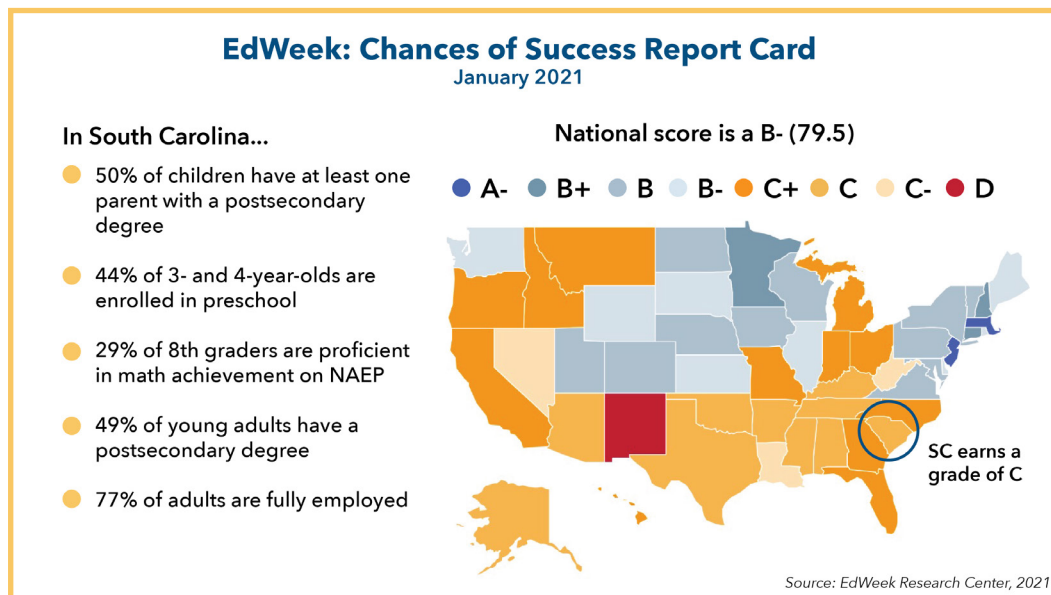 EdWeek: Chances of Success Report Card
January 2021
In South Carolina...
50% of children have at least one
parent with a postsecondary
degree
44% of 3- and 4-year-olds are
enrolled in preschool
29% of 8th graders are proficient
in math achievement on NAEP
49% of young adults have a
postsecondary degree
77% of adults are fully employed
National score is a B- (79.5)
A- B+ B B- C+ C C- D
SC earns a
grade of C
Source: EdWeek Research Center, 2021